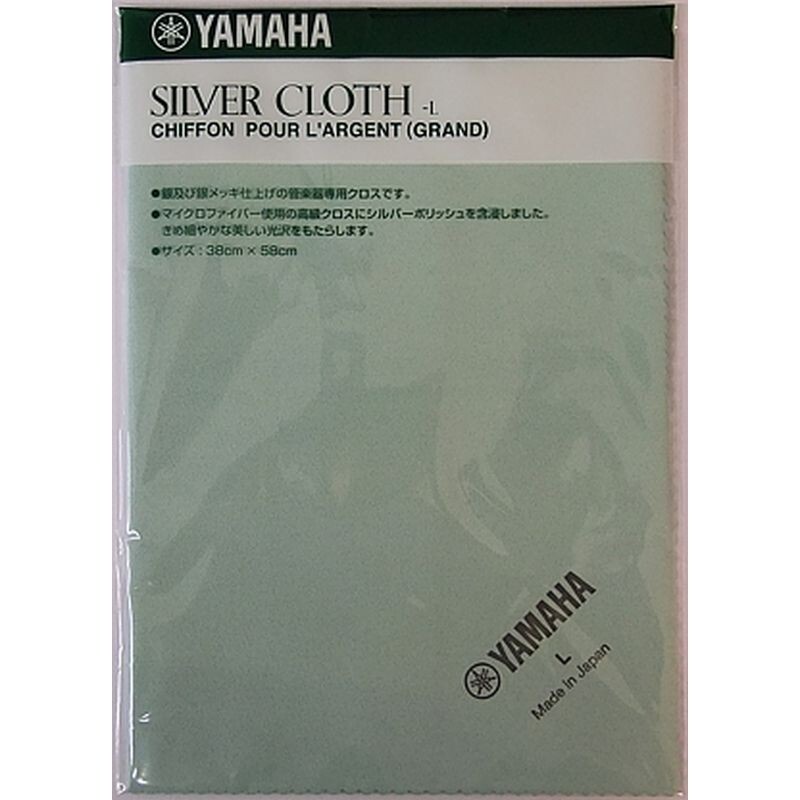 YAMAHA
SILVER CLOTH -L
CHIFFON POUR L'ARGENT (GRAND)
●銀及び銀メッキ仕上げの管楽器専用クロスです。
●マイクロファイバー使用の高級クロスにシルバーポリッシュを含浸しました。
きめ細やかな美しい光沢をもたらします。
●サイズ：38cm × 58cm
YAMAHA
L
Made in Japan